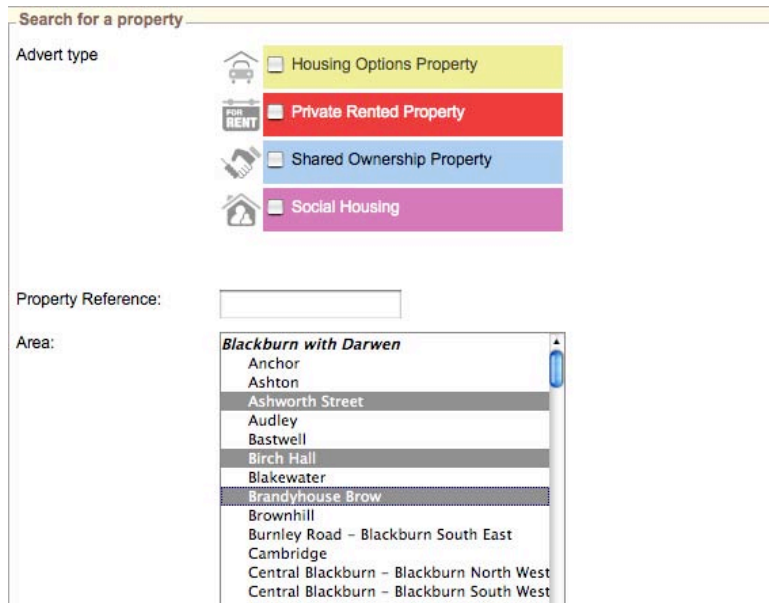 Search for a property
Advert type
Housing Options Property
FOR
RENT
Private Rented Property
Shared Ownership Property
Social Housing
Property Reference:
Area:
Blackburn with Darwen
Anchor
Ashton
Ashworth Street
Audley
Bastwell
Birch Hall
Blakewater
Brandyhouse Brow
Brownhill
Burnley Road - Blackburn South East
Cambridge
Central Blackburn - Blackburn North West
Central Blackburn - Blackburn South West